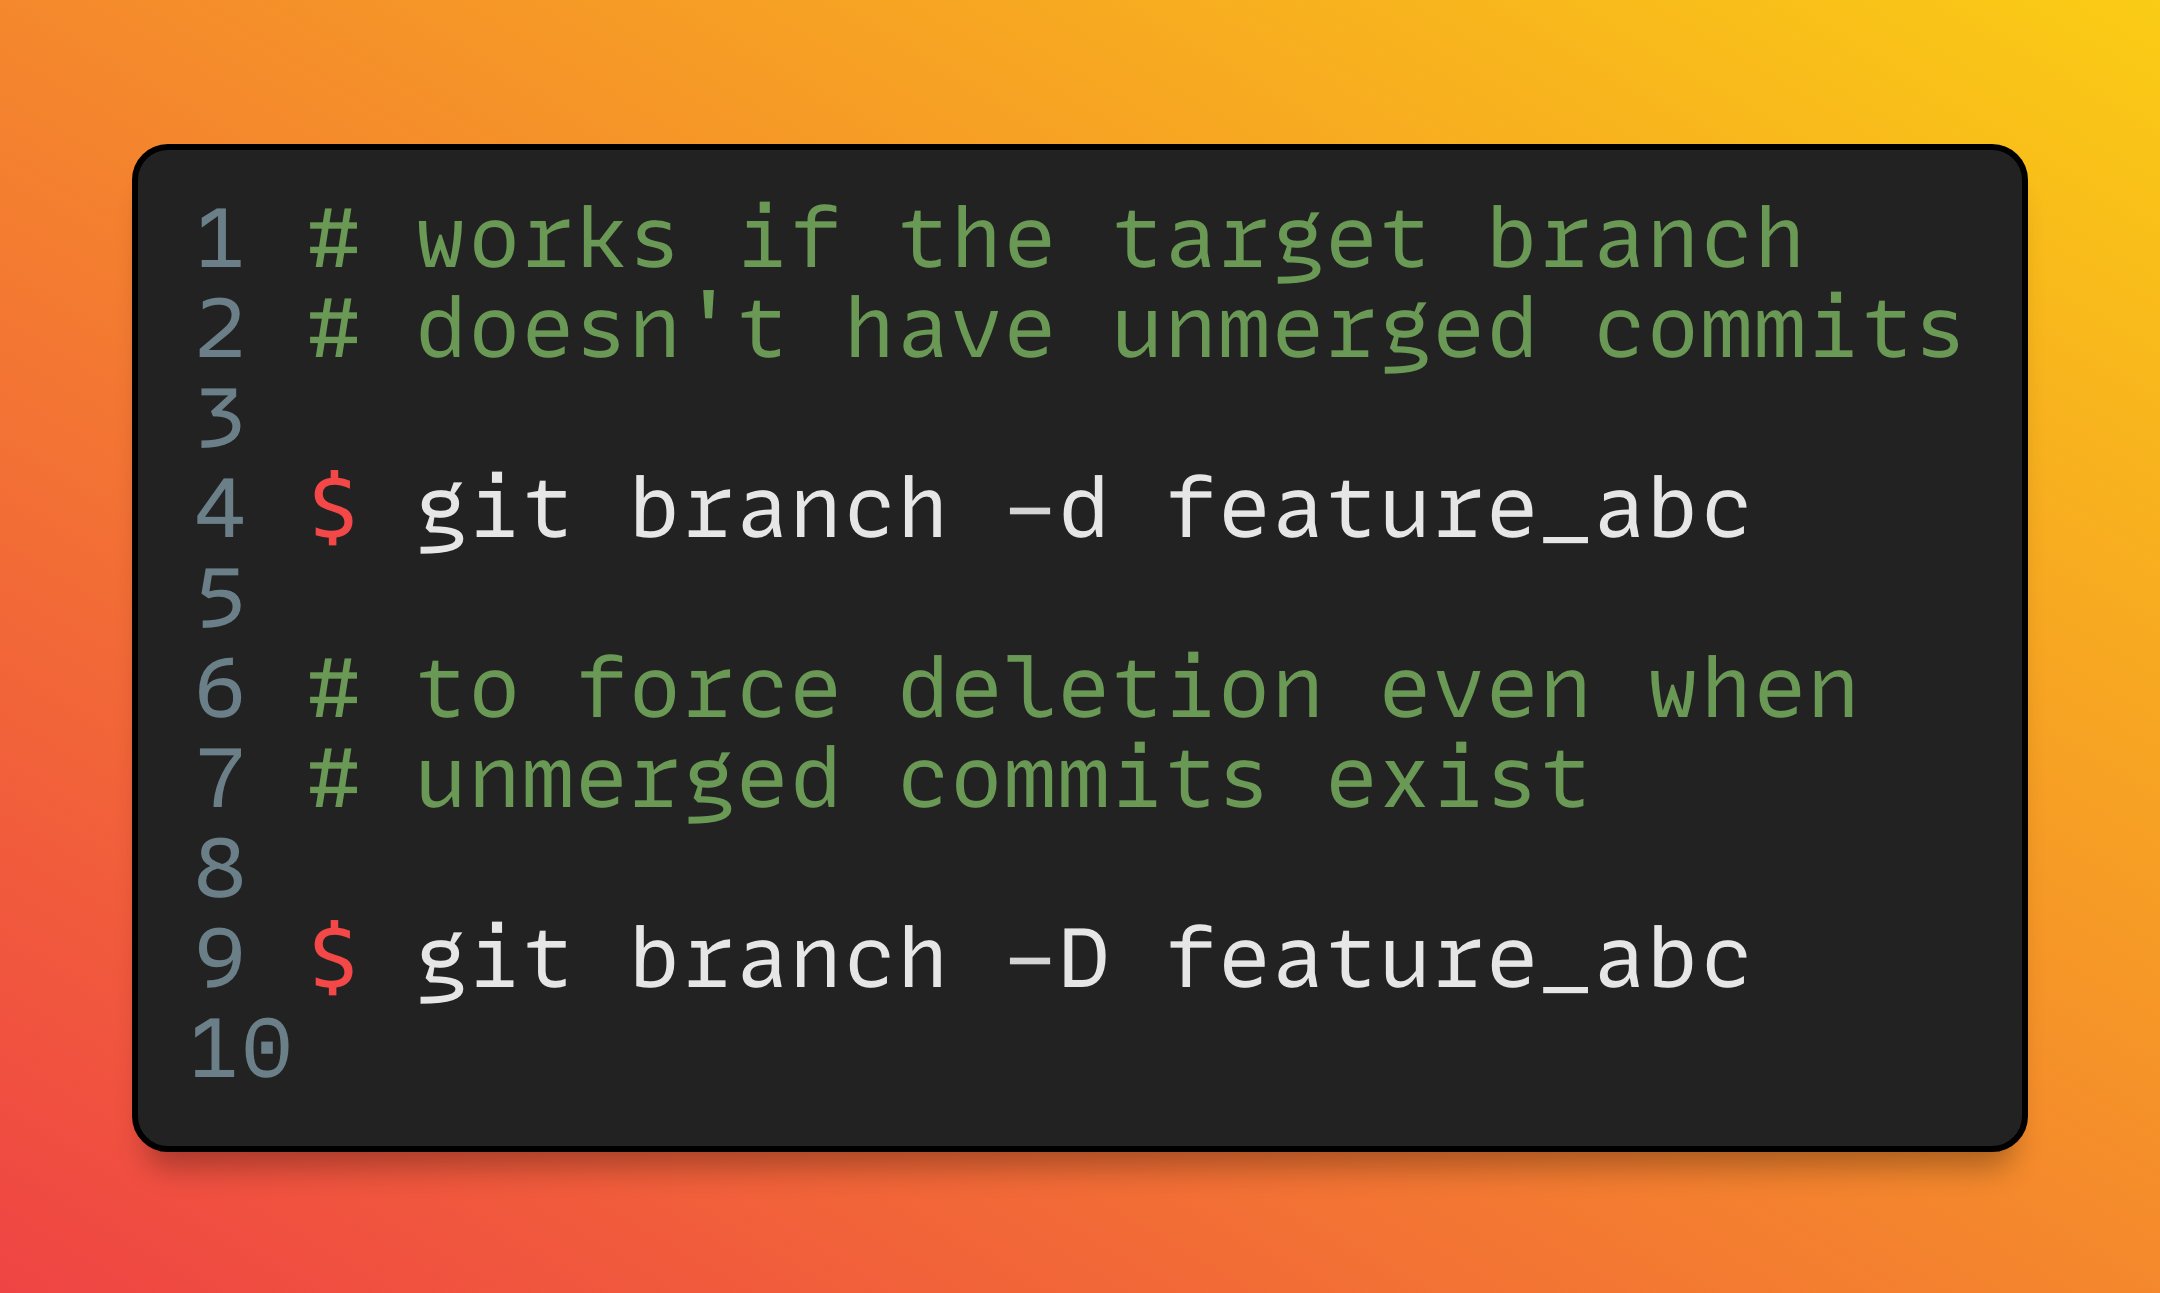 1 # works if the target branch
2 # doesn't have unmerged commits
3
4 $ git branch -d feature_abc
5
6 # to force deletion even when
7 # unmerged commits exist
8
9 $ git branch -D feature_abc
10